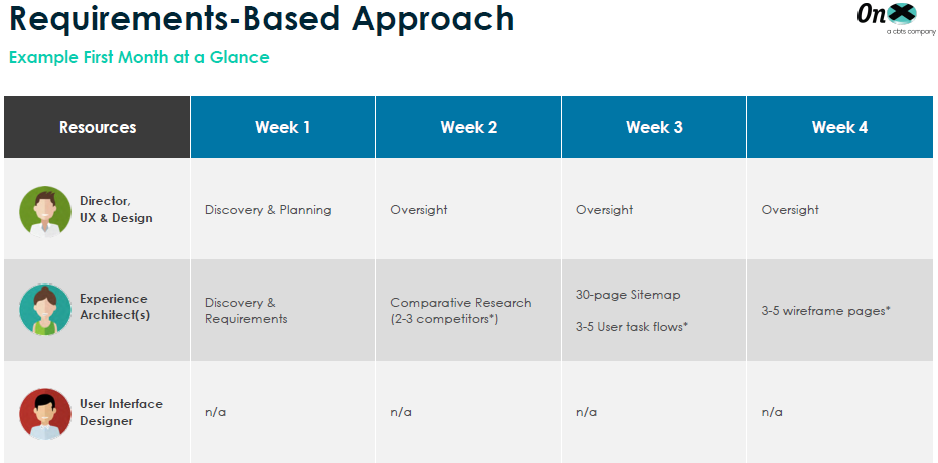 Requirements-Based Approach
OnX
a cbts company
Example First Month at a Glance
Resources
Week 1
Week 2
Week 3
Week 4
Director,
UX & Design
Discovery & Planning
Oversight
Oversight
Oversight
Experience
Architect(s)
Discovery &
Requirements
Comparative Research
(2-3 competitors*)
30-page Sitemap
3-5 User task flows*
3-5 wireframe pages*
User Interface
Designer
n/a
n/a
n/a
n/a